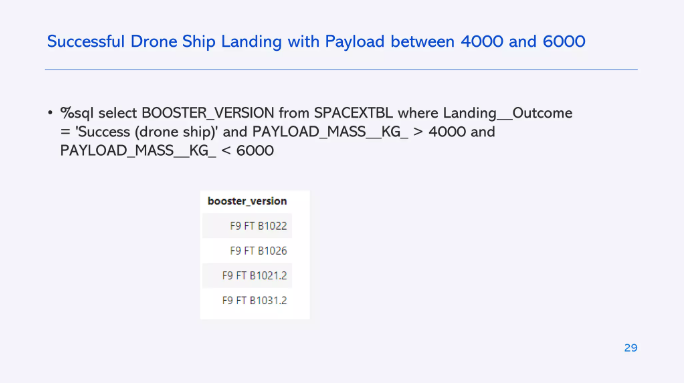 Successful Drone Ship Landing with Payload between 4000 and 6000
• %sql select BOOSTER_VERSION from SPACEXTBL where Landing__Outcome
= 'Success (drone ship)' and PAYLOAD_MASS__KG_ > 4000 and
PAYLOAD_MASS__KG_ < 6000
booster_version
F9 FT B1022
F9 FT B1026
F9 FT B1021.2
F9 FT B1031.2
29